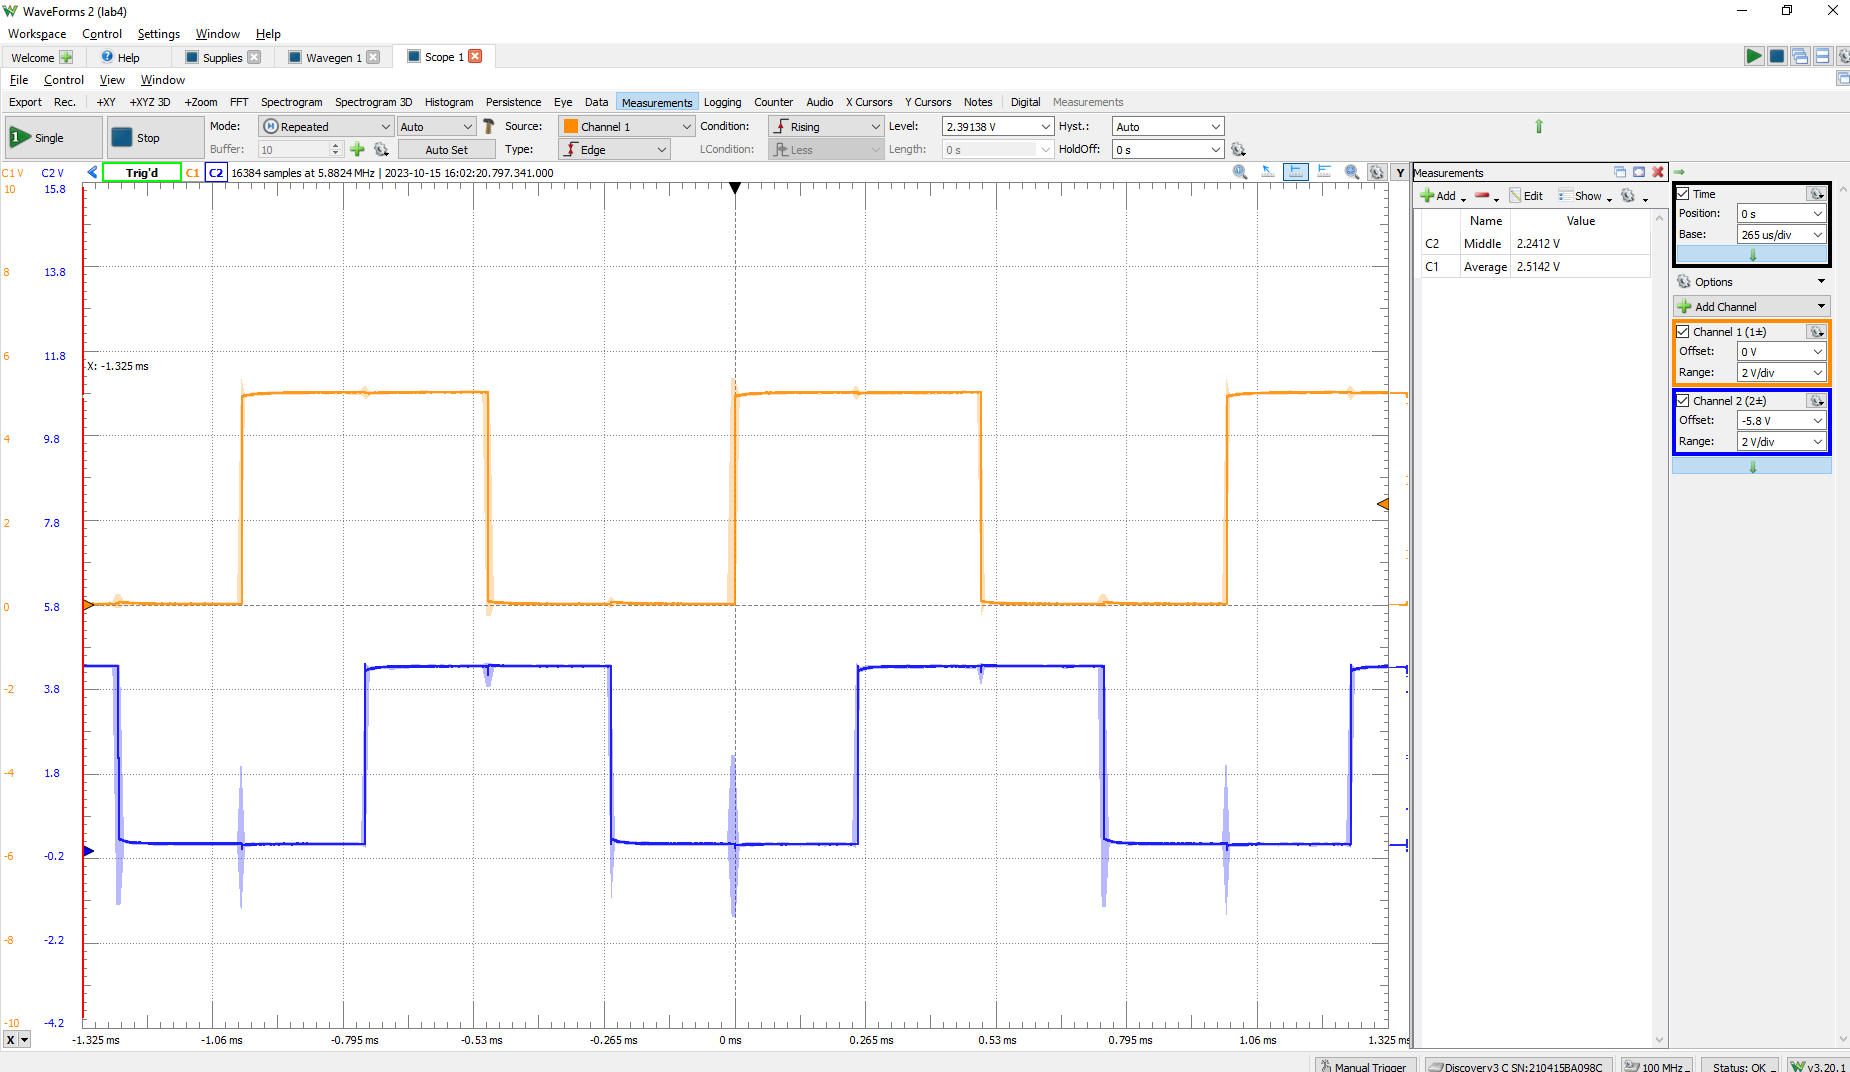 WaveForms 2 (lab4)
Workspace Control Settings Window Help
Welcome Help Supplies Wavegen 1 Scope 1
File Control View Window
Export Rec. +XY +XYZ 3D +Zoom FFT Spectrogram Spectrogram 3D Histogram Persistence Eye Data Measurements Logging Counter Audio X Cursors Y Cursors Notes Digital Measurements
Single Stop Mode: Repeated Auto Source: Channel 1 Condition: Rising Level: 2.39138 V Hyst.: Auto
Buffer: 10 Auto Set Type: Edge LCondition: Less Length: 0 s HoldOff: 0 s
C1 V C2 V Trig'd C1 C2 16384 samples at 5.8824 MHz | 2023-10-15 16:02:20.797.341.000 Y
10 15.8
8 13.8
6 11.8
X: -1.325 ms
4 9.8
2 7.8
0 5.8
-2 3.8
-4 1.8
-6 -0.2
-8 -2.2
-10 -4.2
X -1.325 ms -1.06 ms -0.795 ms -0.53 ms -0.265 ms 0 ms 0.265 ms 0.53 ms 0.795 ms 1.06 ms 1.325 ms
Measurements
Add Edit Show
Name Value
C2 Middle 2.2412 V
C1 Average 2.5142 V
Time
Position: 0 s
Base: 265 us/div
Options
Add Channel
Channel 1 (1±)
Offset: 0 V
Range: 2 V/div
Channel 2 (2±)
Offset: -5.8 V
Range: 2 V/div
Manual Trigger Discovery3 C SN:210415BA098C 100 MHz Status: OK v3.20.1